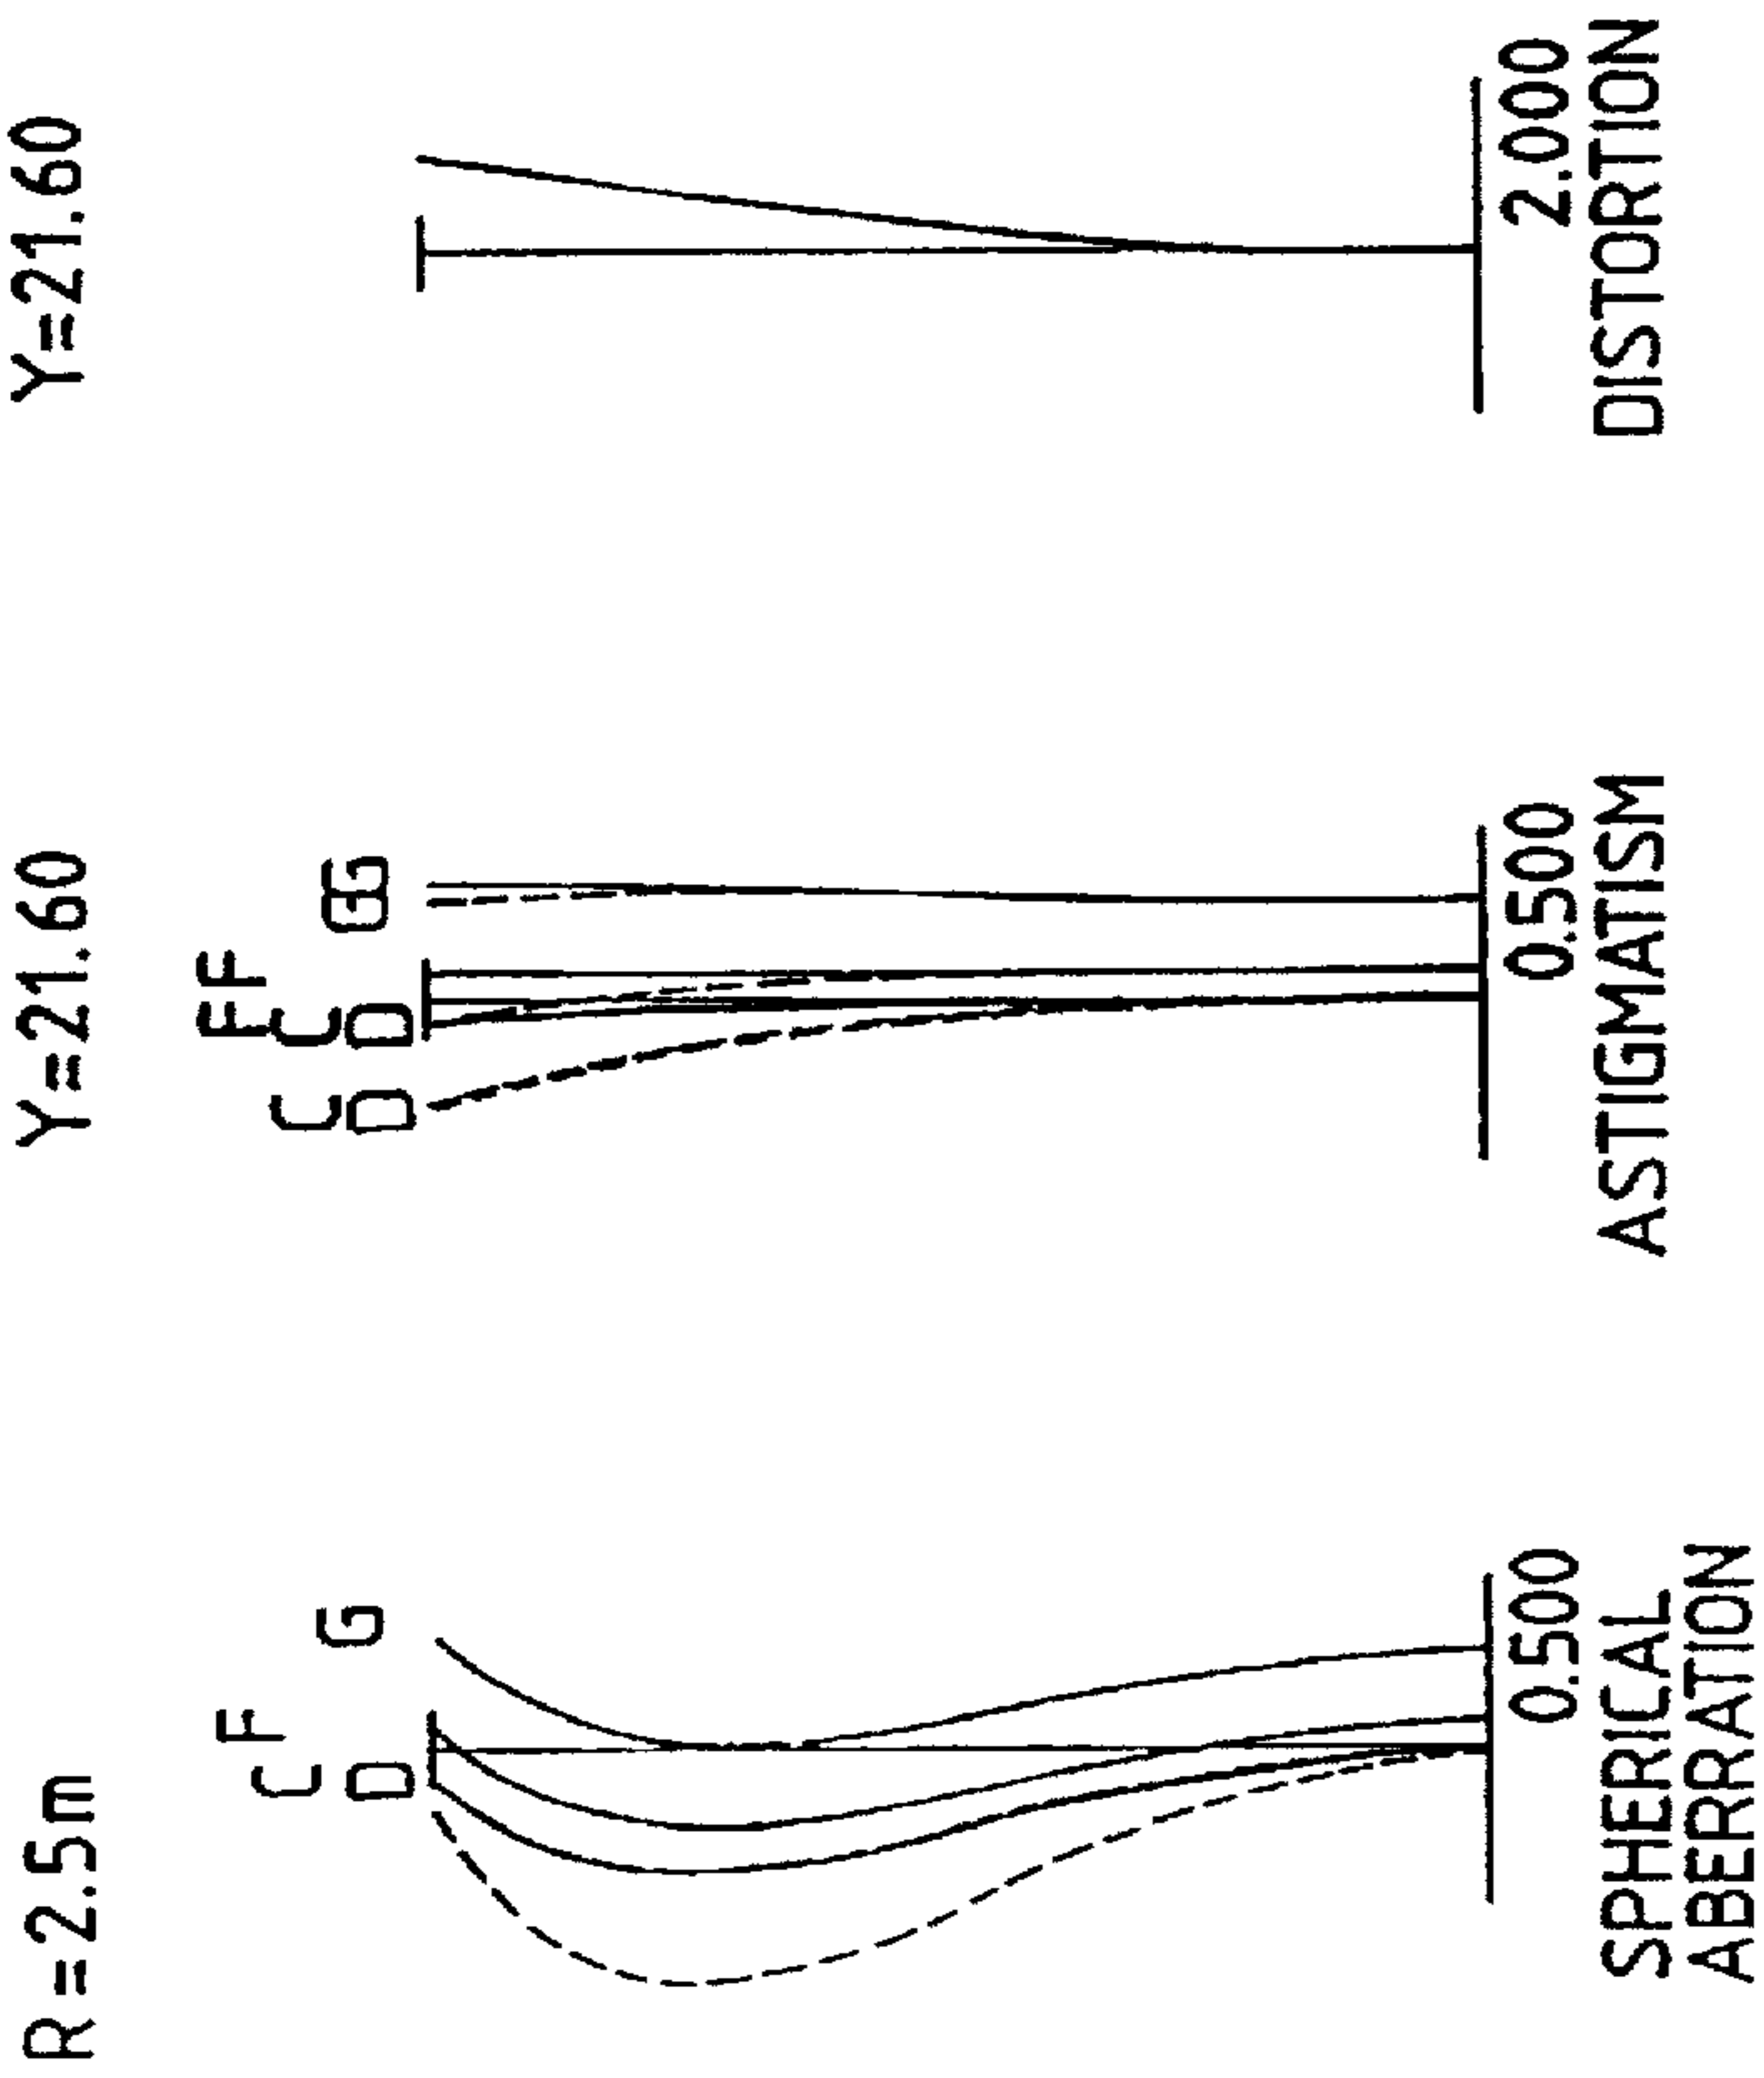 R=2.5m
C F
D
G
0.500
SPHERICAL
ABERRATION
Y=21.60
F F
C C
D D
G G
0.500
ASTIGMATISM
Y=21.60
2.000
DISTORTION